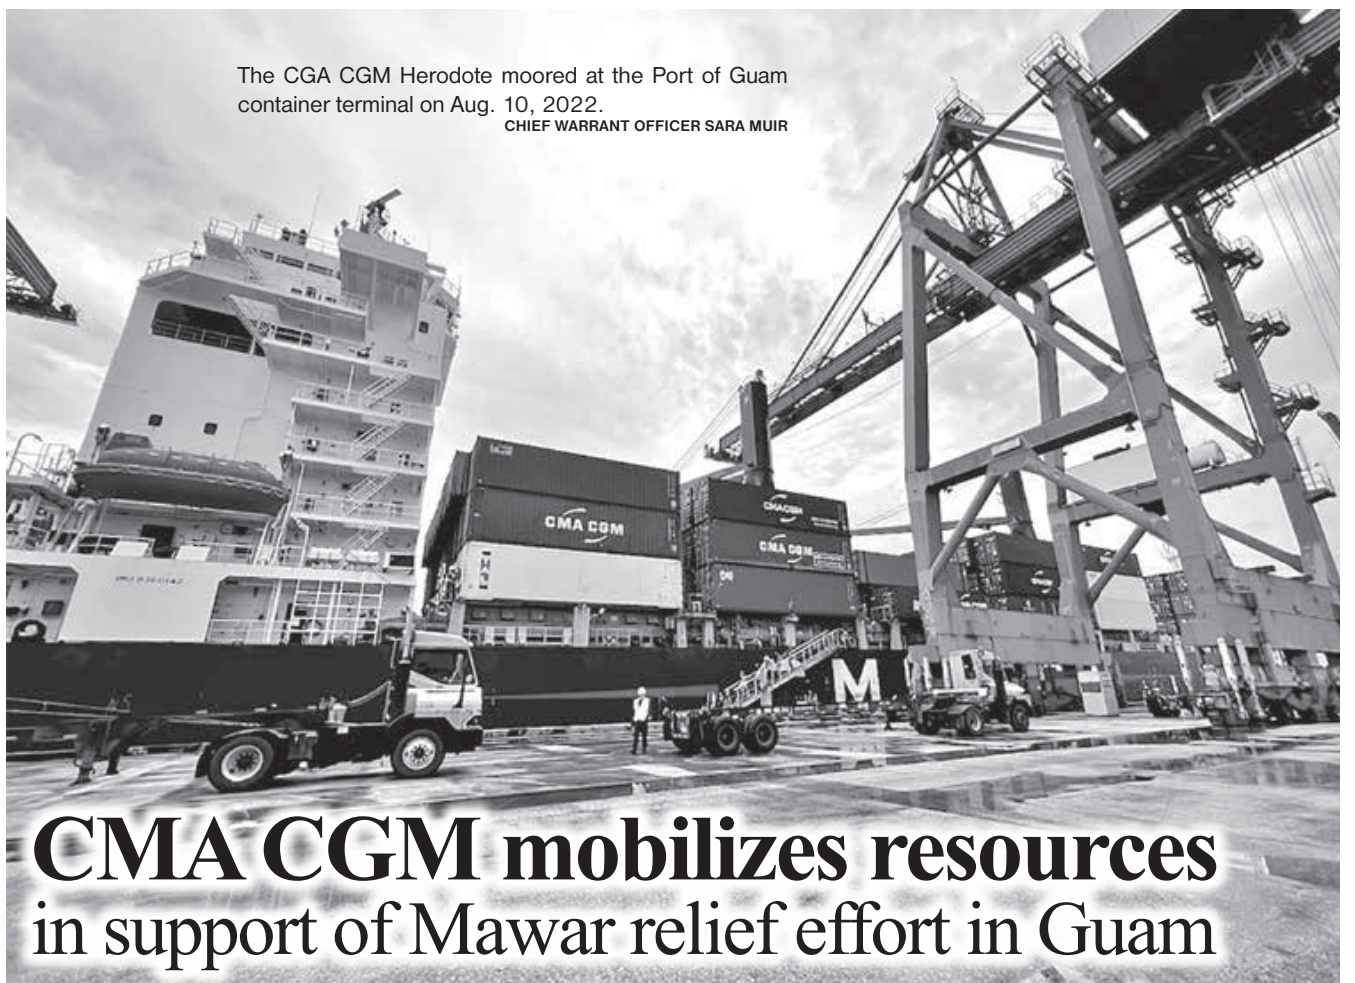 The CGA CGM Herodote moored at the Port of Guam
container terminal on Aug. 10, 2022.
CHIEF WARRANT OFFICER SARA MUIR
CMA CGM
CMA CGM
CMA CGM
M
CMA CGM mobilizes resources
in support of Mawar relief effort in Guam